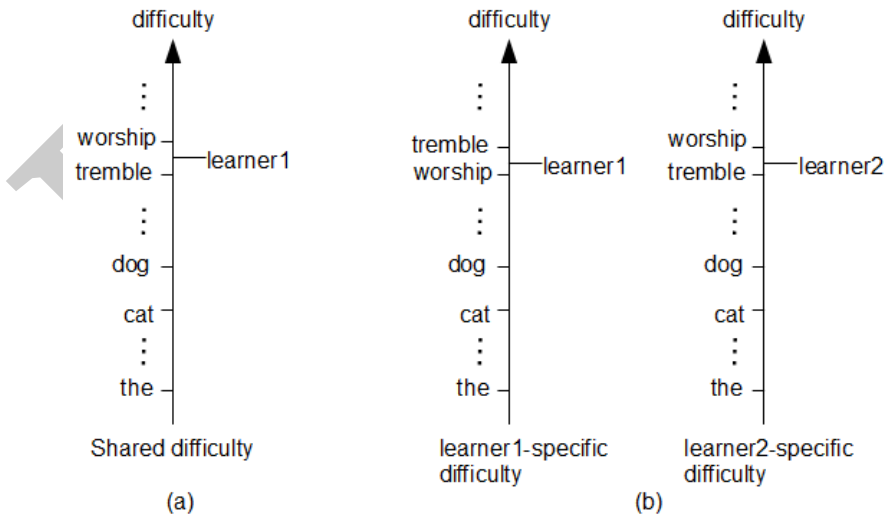 difficulty
worship
learner1
tremble
dog
cat
the
Shared difficulty
(a)
difficulty
tremble
learner1
worship
dog
cat
the
learner1-specific
difficulty
difficulty
worship
learner2
tremble
dog
cat
the
learner2-specific
difficulty
(b)